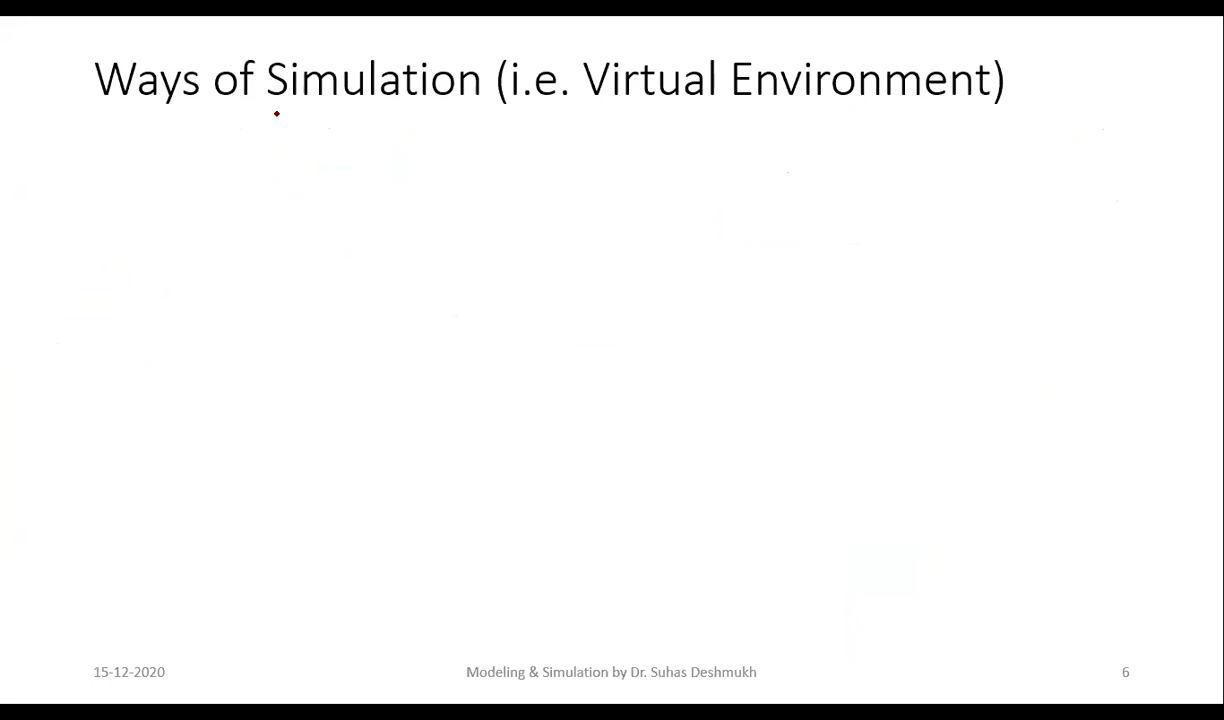 Ways of Simulation (i.e. Virtual Environment)
15-12-2020
Modeling & Simulation by Dr. Suhas Deshmukh
6